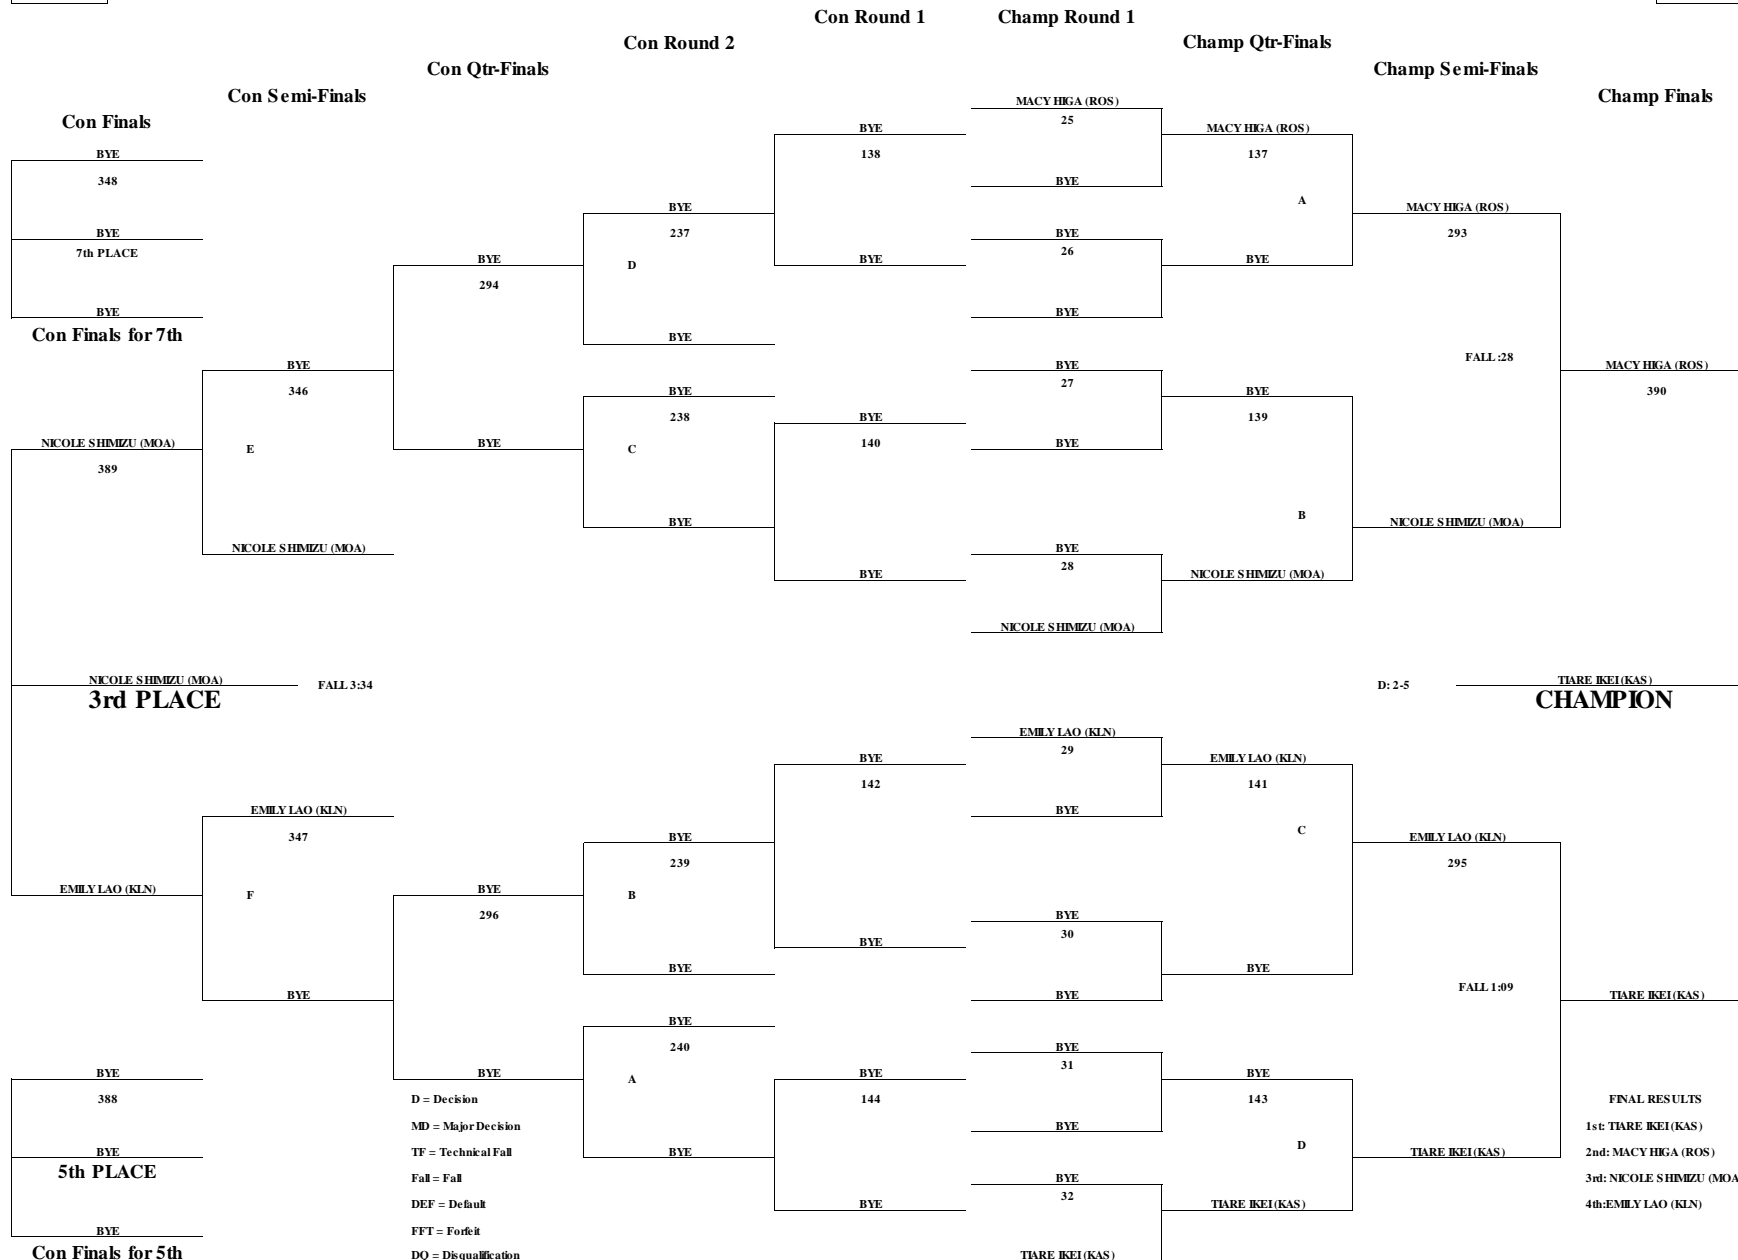 Con Round 1
Champ Round 1
Con Round 2
Champ Qtr-Finals
Con Qtr-Finals
Champ Semi-Finals
Con Semi-Finals
Champ Finals
Con Finals
MACY HIGA (ROS)
25
BYE
MACY HIGA (ROS)
BYE
138
137
348
BYE
A
BYE
MACY HIGA (ROS)
BYE
BYE
237
293
26
7th PLACE
BYE
D
BYE
BYE
294
BYE
BYE
Con Finals for 7th
BYE
FALL :28
BYE
BYE
MACY HIGA (ROS)
27
346
390
BYE
BYE
238
BYE
139
NICOLE SHIMIZU (MOA)
E
BYE
C
140
BYE
389
B
BYE
NICOLE SHIMIZU (MOA)
NICOLE SHIMIZU (MOA)
BYE
28
BYE
NICOLE SHIMIZU (MOA)
NICOLE SHIMIZU (MOA)
NICOLE SHIMIZU (MOA)
FALL 3:34
D: 2-5
TIARE IKEI (KAS)
3rd PLACE
CHAMPION
EMILY LAO (KLN)
29
BYE
EMILY LAO (KLN)
142
141
EMILY LAO (KLN)
BYE
347
BYE
C
EMILY LAO (KLN)
239
295
EMILY LAO (KLN)
F
BYE
B
296
BYE
30
BYE
BYE
BYE
FALL 1:09
BYE
BYE
TIARE IKEI (KAS)
BYE
240
BYE
31
BYE
BYE
A
BYE
BYE
388
D = Decision
144
143
FINAL RESULTS
MD = Major Decision
BYE
1st: TIARE IKEI (KAS)
BYE
TF = Technical Fall
BYE
D
TIARE IKEI (KAS)
2nd: MACY HIGA (ROS)
5th PLACE
Fall = Fall
BYE
3rd: NICOLE SHIMIZU (MOA
32
DEF = Default
BYE
TIARE IKEI (KAS)
4th:EMILY LAO (KLN)
BYE
FFT = Forfeit
Con Finals for 5th
DQ = Disqualification
TIARE IKEI (KAS)